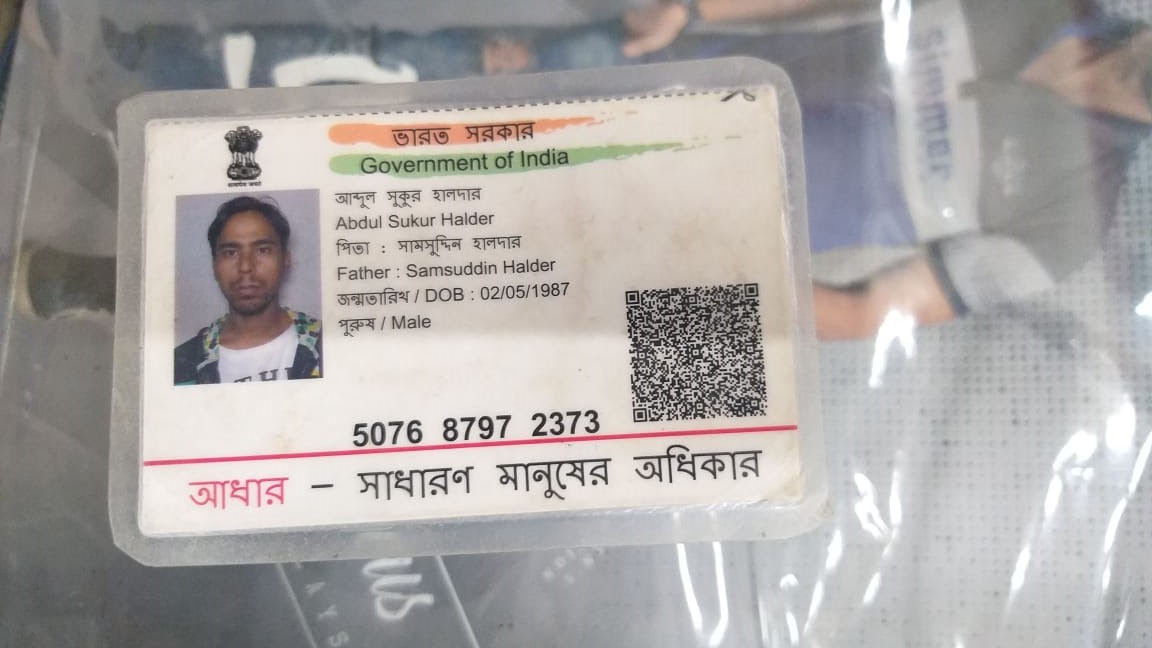 ভারত সরকার
Government of India
আব্দুল সুকুর হালদার
Abdul Sukur Halder
পিতা : সামসুদ্দিন হালদার
Father : Samsuddin Halder
জন্মতারিখ / DOB : 02/05/1987
পুরুষ / Male
5076 8797 2373
আধার – সাধারণ মানুষের অধিকার
simmer